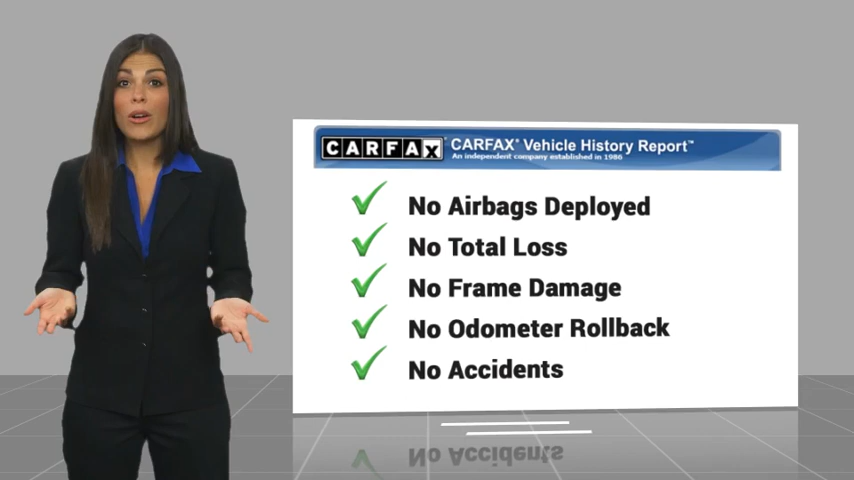 CARFAX CARFAX® Vehicle History Report™
An independent company established in 1986
No Airbags Deployed
No Total Loss
No Frame Damage
No Odometer Rollback
No Accidents
No Accidents